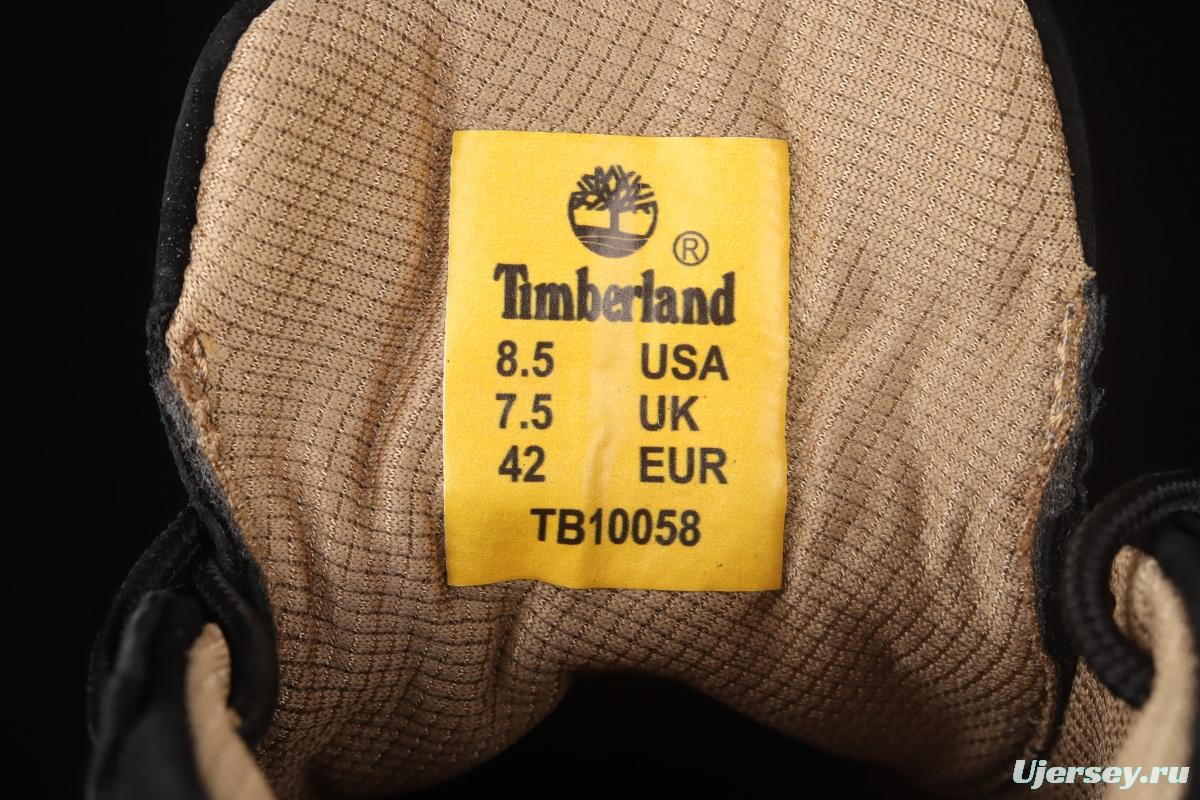 ®
Timberland
8.5 USA
7.5 UK
42 EUR
TB10058
Ujersey.ru